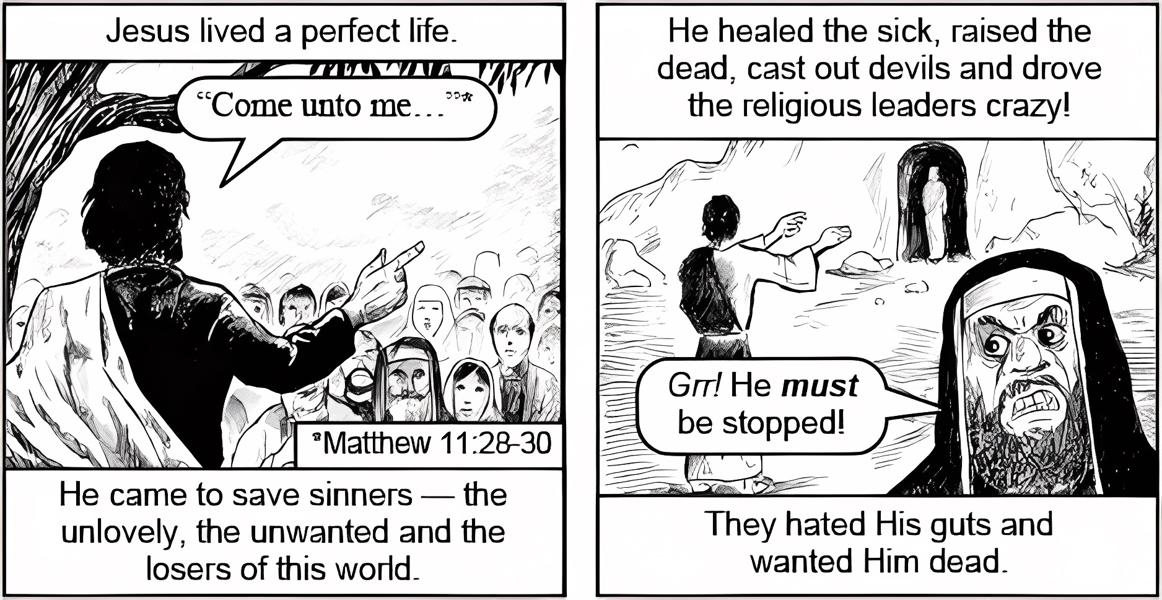 Jesus lived a perfect life.
“Come unto me...”*
*Matthew 11:28-30
He came to save sinners — the
unlovely, the unwanted and the
losers of this world.
He healed the sick, raised the
dead, cast out devils and drove
the religious leaders crazy!
Grr! He must
be stopped!
They hated His guts and
wanted Him dead.